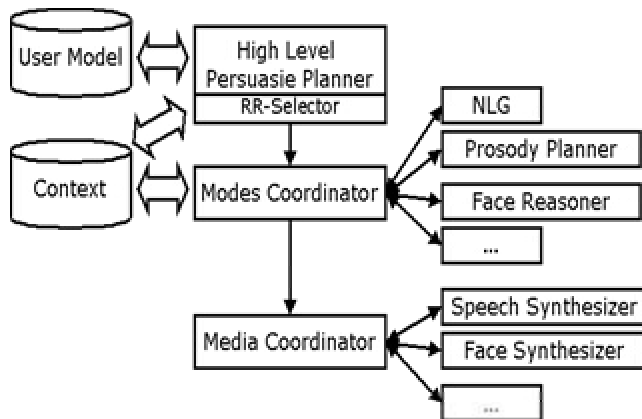 User Model
High Level
Persuasie Planner
RR-Selector
NLG
Prosody Planner
Context
Modes Coordinator
Face Reasoner
...
Speech Synthesizer
Media Coordinator
Face Synthesizer
...